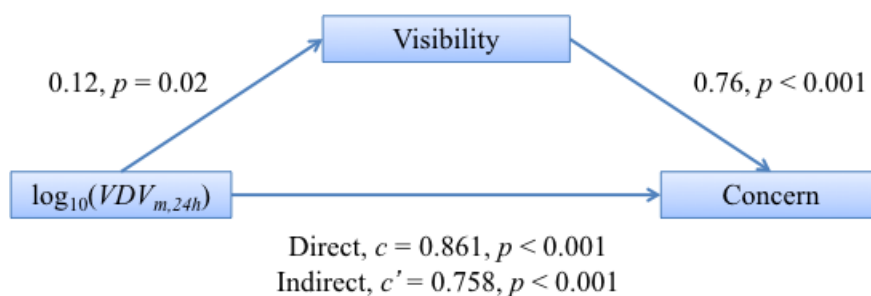 Visibility
0.12, p = 0.02
0.76, p < 0.001
log₁₀(VDVm,24h)
Concern
Direct, c = 0.861, p < 0.001
Indirect, c’ = 0.758, p < 0.001